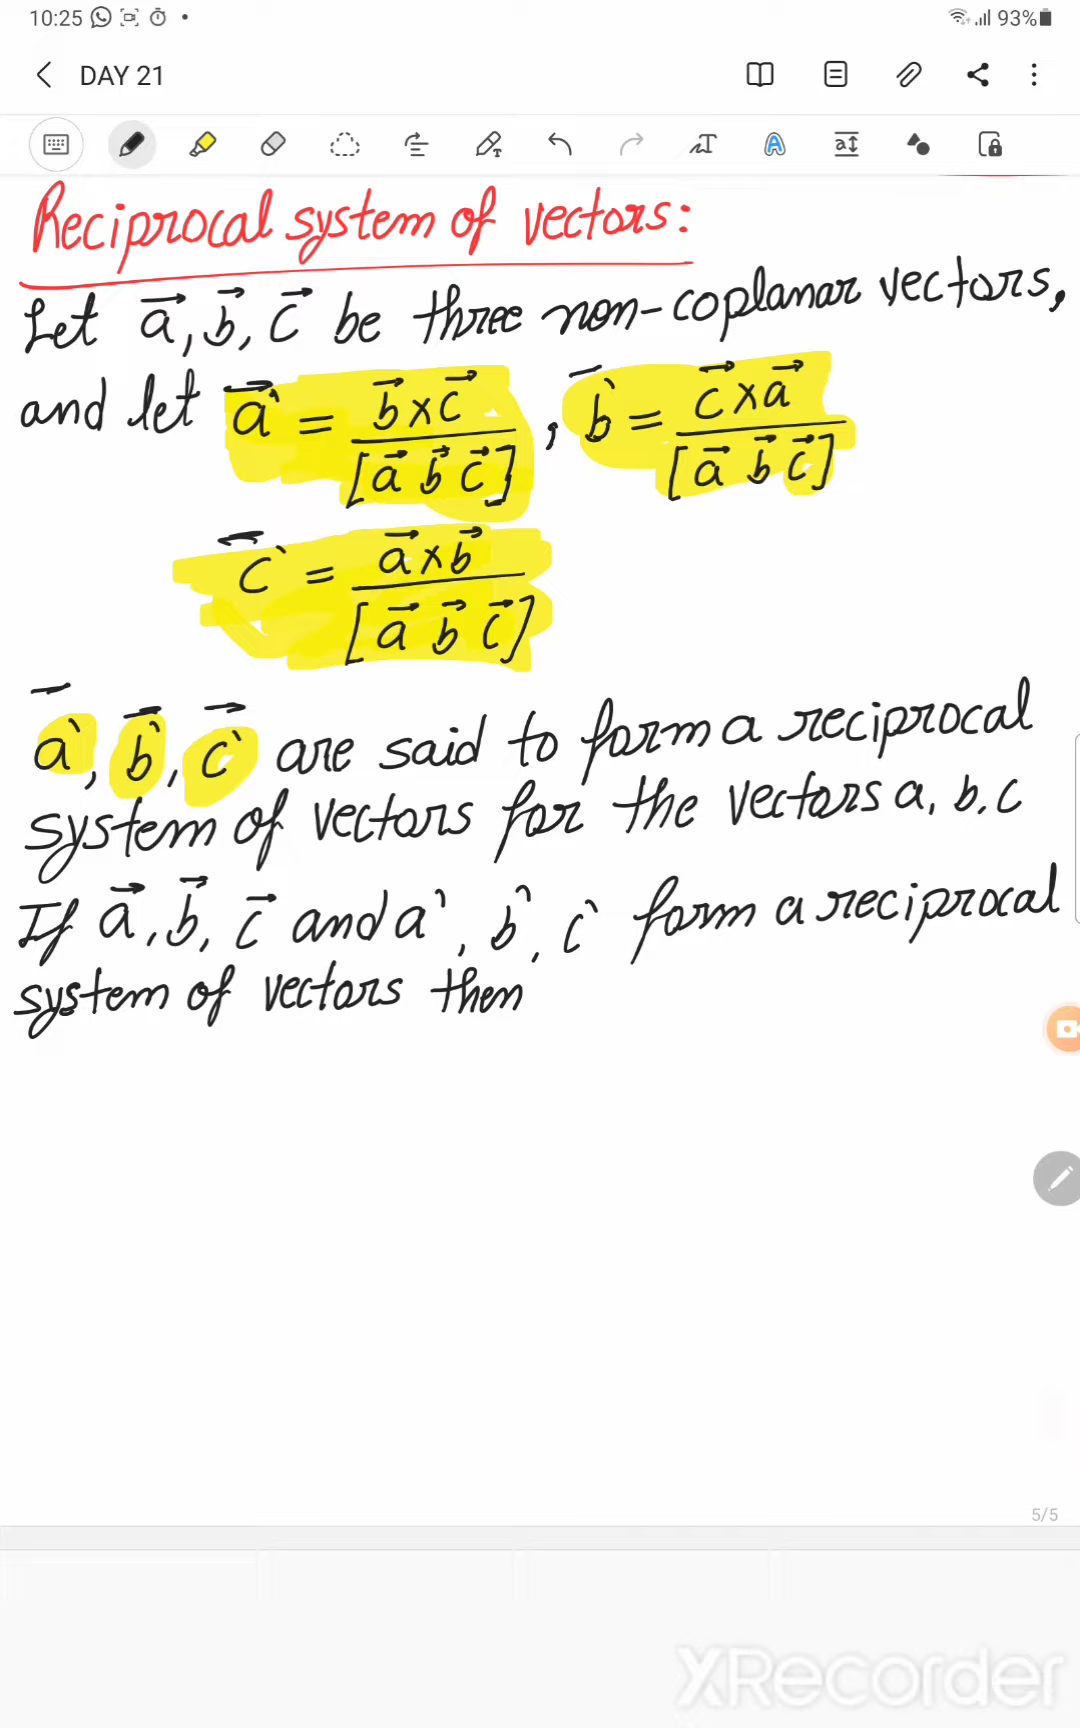 10:25 93%
DAY 21
Reciprocal system of vectors:
Let a⃗, b⃗, c⃗ be three non-coplanar vectors,
and let a⃗' = b⃗×c⃗ / [a⃗ b⃗ c⃗], b⃗' = c⃗×a⃗ / [a⃗ b⃗ c⃗]
c⃗' = a⃗×b⃗ / [a⃗ b⃗ c⃗]
a⃗', b⃗', c⃗' are said to form a reciprocal
system of vectors for the vectors a, b, c
If a⃗, b⃗, c⃗ and a', b', c' form a reciprocal
system of vectors then
5/5
XRecorder